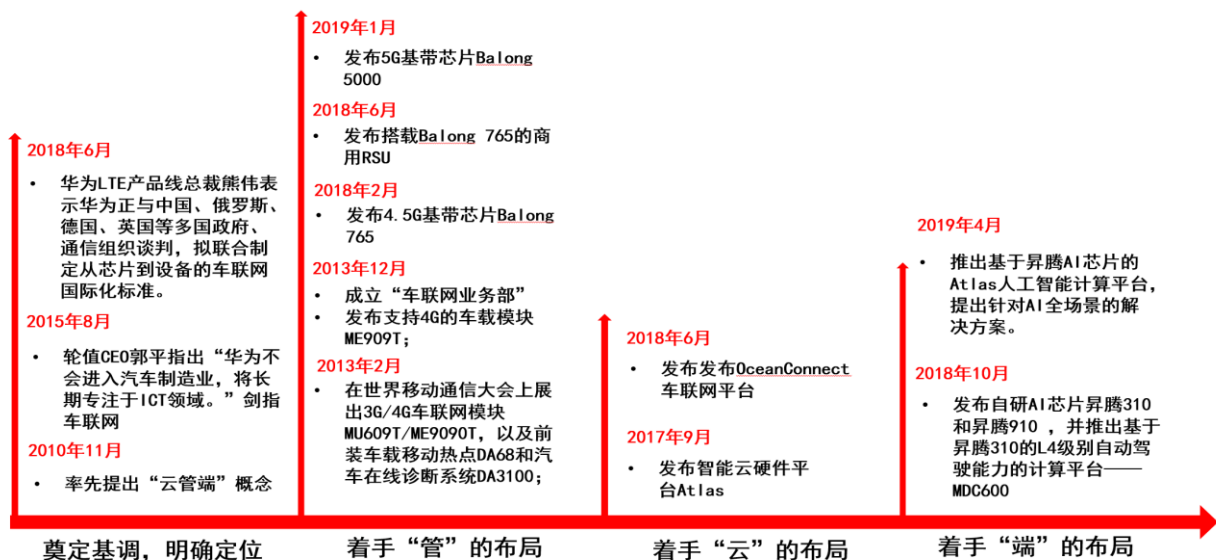 2018年6月
• 华为LTE产品线总裁熊伟表
示华为正与中国、俄罗斯、
德国、英国等多国政府、
通信组织谈判，拟联合制
定从芯片到设备的车联网
国际化标准。
2015年8月
• 轮值CEO郭平指出“华为不
会进入汽车制造业，将长
期专注于ICT领域。”剑指
车联网
2010年11月
• 率先提出“云管端”概念
奠定基调，明确定位
2019年1月
• 发布5G基带芯片Balong
5000
2018年6月
• 发布搭载Balong 765的商
用RSU
2018年2月
• 发布4.5G基带芯片Balong
765
2013年12月
• 成立“车联网业务部”
• 发布支持4G的车载模块
ME909T；
2013年2月
• 在世界移动通信大会上展
出3G/4G车联网模块
MU609T/ME9090T，以及前
装车载移动热点DA68和汽
车在线诊断系统DA3100；
着手“管”的布局
2018年6月
• 发布发布OceanConnect
车联网平台
2017年9月
• 发布智能云硬件平
台Atlas
着手“云”的布局
2019年4月
• 推出基于昇腾AI芯片的
Atlas人工智能计算平台，
提出针对AI全场景的解
决方案。
2018年10月
• 发布自研AI芯片昇腾310
和昇腾910 ，并推出基于
昇腾310的L4级别自动驾
驶能力的计算平台——
MDC600
着手“端”的布局